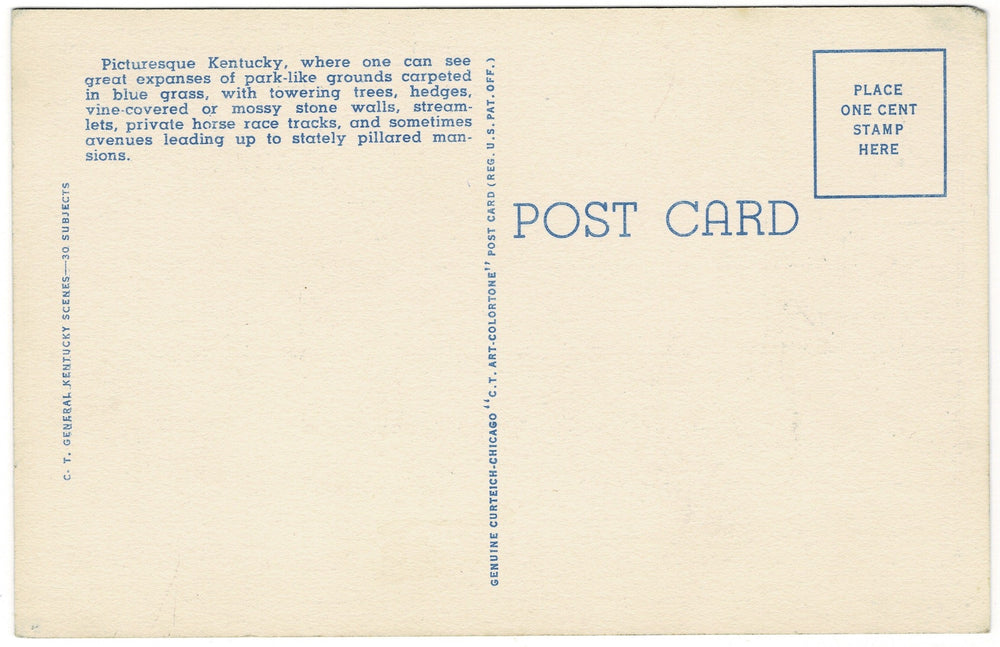 Picturesque Kentucky, where one can see
great expanses of park-like grounds carpeted
in blue grass, with towering trees, hedges,
vine-covered or mossy stone walls, stream-
lets, private horse race tracks, and sometimes
avenues leading up to stately pillared man-
sions.
C. T. GENERAL KENTUCKY SCENES—30 SUBJECTS
GENUINE CURTEICH-CHICAGO "C.T. ART-COLORTONE" POST CARD (REG. U.S. PAT. OFF.)
POST CARD
PLACE
ONE CENT
STAMP
HERE